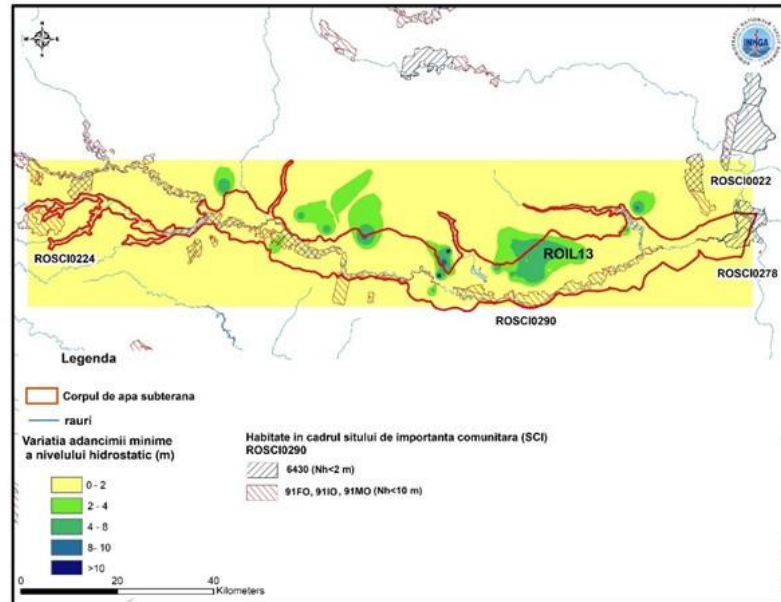 INHGA
ROSCI0022
ROSCI0224
ROIL13
ROSCI0278
ROSCI0290
Legenda
Corpul de apa subterana
rauri
Variatia adancimii minime
a nivelului hidrostatic (m)
0 - 2
2 - 4
4 - 8
8 - 10
>10
Habitate in cadrul sitului de importanta comunitara (SCI)
ROSCI0290
6430 (Nh<2 m)
91FO, 91IO, 91MO (Nh<10 m)
0 20 40
Kilometers